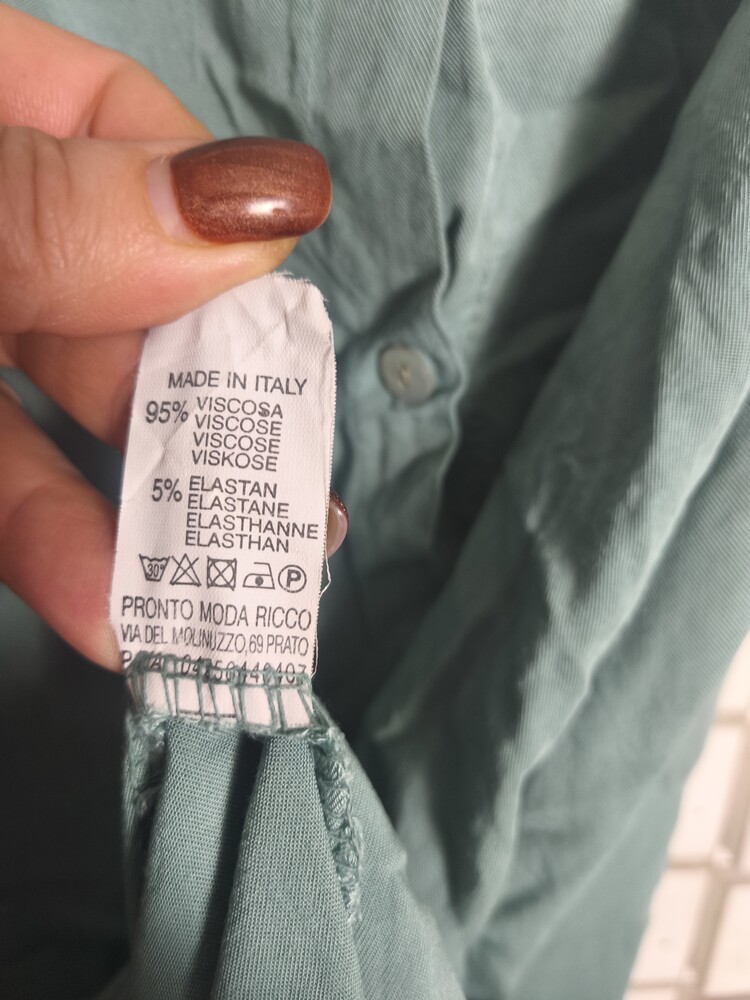 MADE IN ITALY
95% VISCOSA
VISCOSE
VISCOSE
VISKOSE
5% ELASTAN
ELASTANE
ELASTHANNE
ELASTHAN
30° P
PRONTO MODA RICCO
VIA DEL MOLINUZZO,69 PRATO